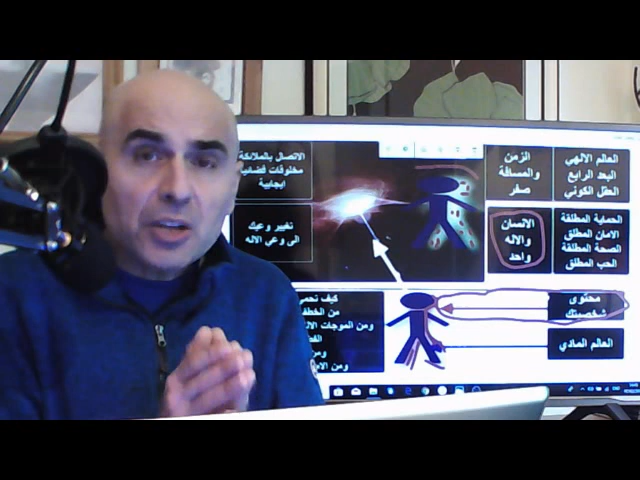 الاتصال بالملائكة
مخلوقات فضائية
ايجابية
تغيير وعيك
الى وعي الاله
الزمن
والمسافة
صفر
العالم الالهي
البعد الرابع
العقل الكوني
الانسان
والاله
واحد
الحماية المطلقة
الامان المطلق
الصحة المطلقة
الحب المطلق
كيف تحمي
من الخطف
ومن الموجات
محتوى
شخصيتك
العالم المادي